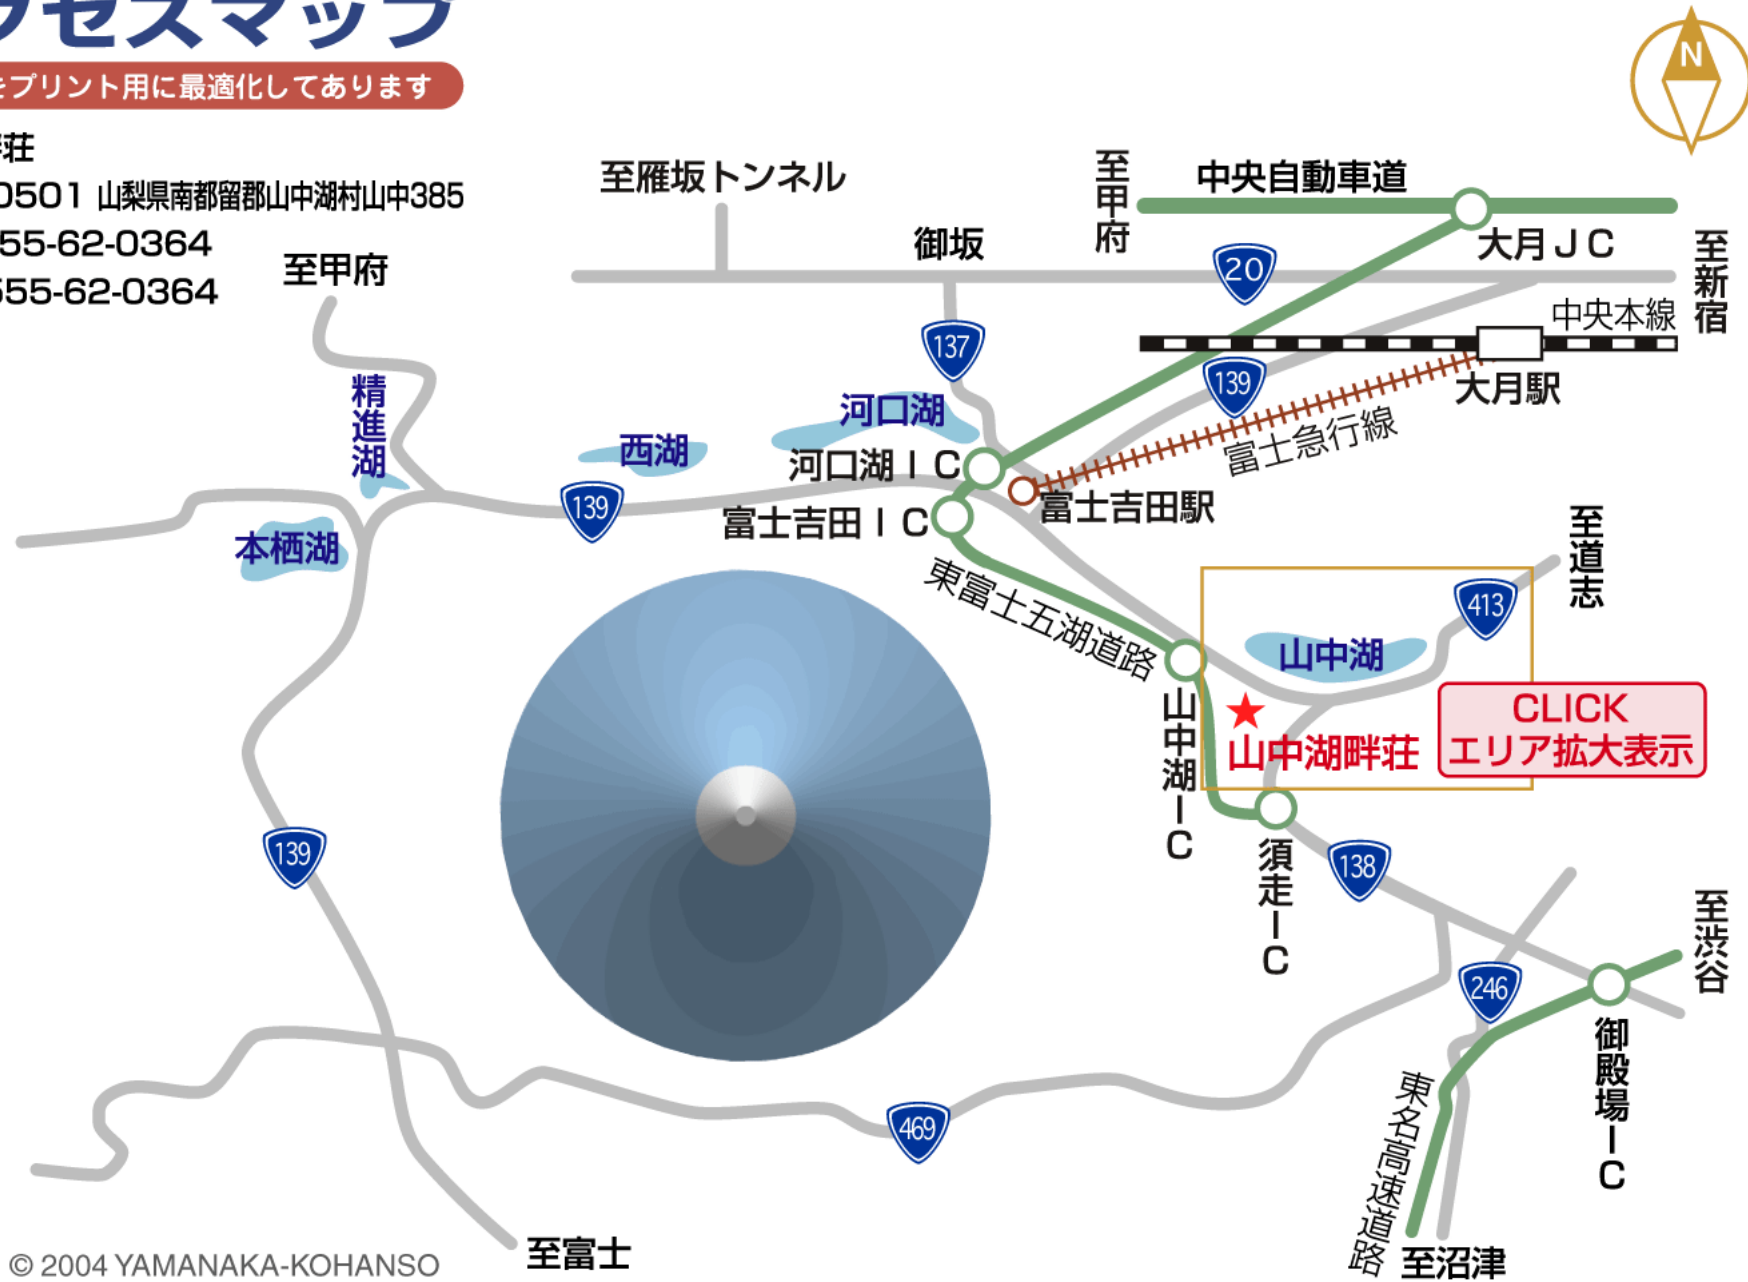 クセスマップ
をプリント用に最適化してあります
畔荘
0501 山梨県南都留郡山中湖村山中385
55-62-0364
555-62-0364
N
至雁坂トンネル
至甲府
中央自動車道
大月JC
至新宿
御坂
20
至甲府
中央本線
137
139
大月駅
富士急行線
精進湖
河口湖
西湖
河口湖IC
富士吉田駅
139
富士吉田IC
本栖湖
東富士五湖道路
至道志
413
山中湖
山中湖IC
山中湖畔荘
CLICK
エリア拡大表示
須走IC
138
139
至渋谷
246
御殿場IC
469
東名高速道路
至富士
至沼津
© 2004 YAMANAKA-KOHANSO